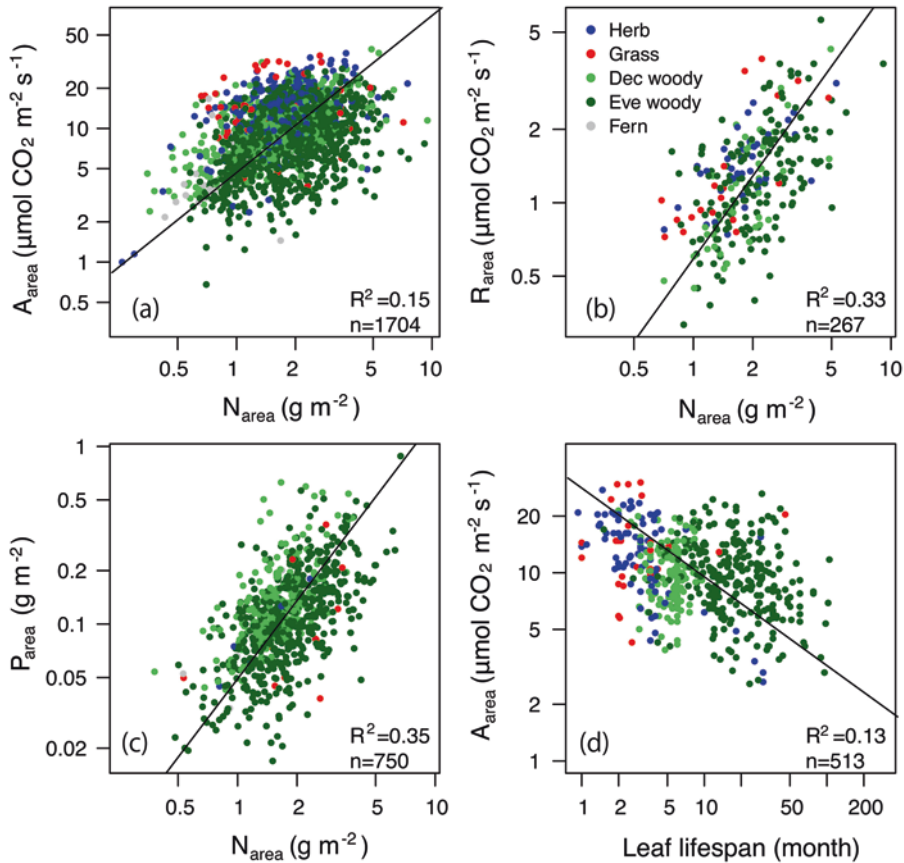 A_area (μmol CO₂ m⁻² s⁻¹)
50
20
10
5
2
1
0.5
(a)
R² =0.15
n=1704
0.5 1 2 5 10
N_area (g m⁻²)
R_area (μmol CO₂ m⁻² s⁻¹)
5
2
1
0.5
Herb
Grass
Dec woody
Eve woody
Fern
(b)
R² =0.33
n=267
0.5 1 2 5 10
N_area (g m⁻²)
P_area (g m⁻²)
1
0.5
0.2
0.1
0.05
0.02
(c)
R² =0.35
n=750
0.5 1 2 5 10
N_area (g m⁻²)
A_area (μmol CO₂ m⁻² s⁻¹)
20
10
5
2
1
(d)
R² =0.13
n=513
1 2 5 10 50 200
Leaf lifespan (month)